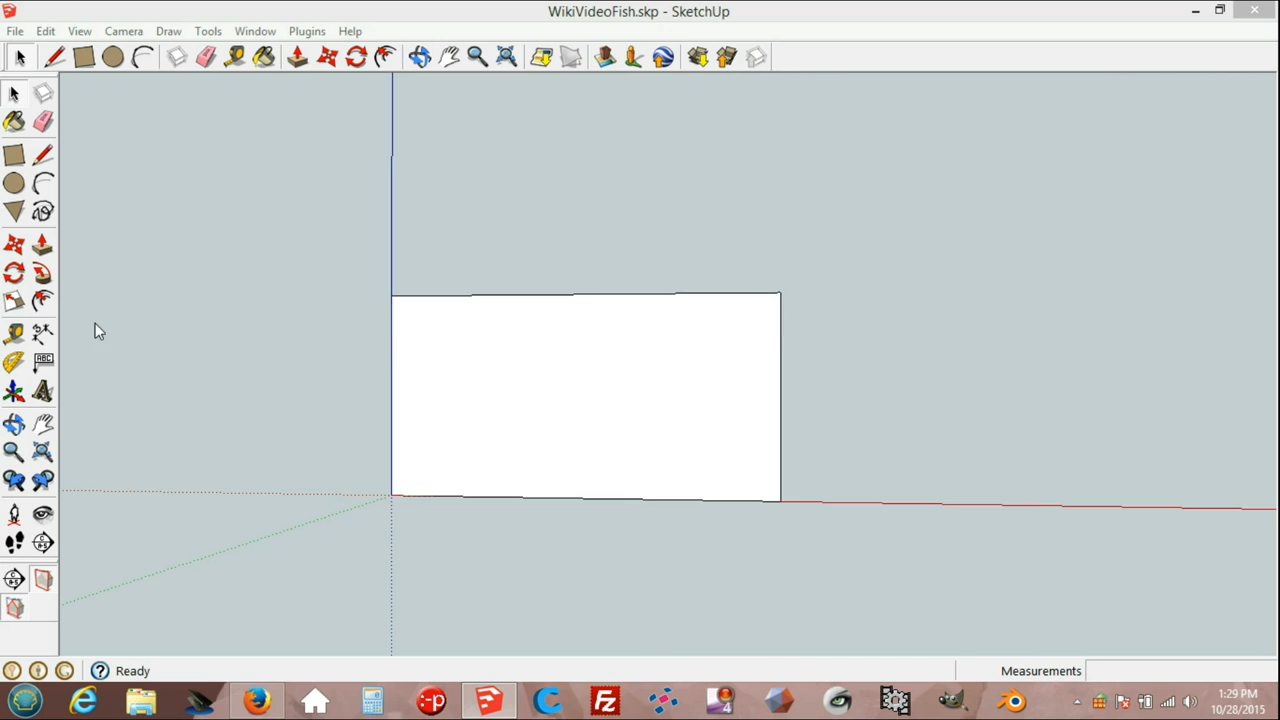 WikiVideoFish.skp - SketchUp
File Edit View Camera Draw Tools Window Plugins Help
ABC
Ready
Measurements
1:29 PM
10/28/2015